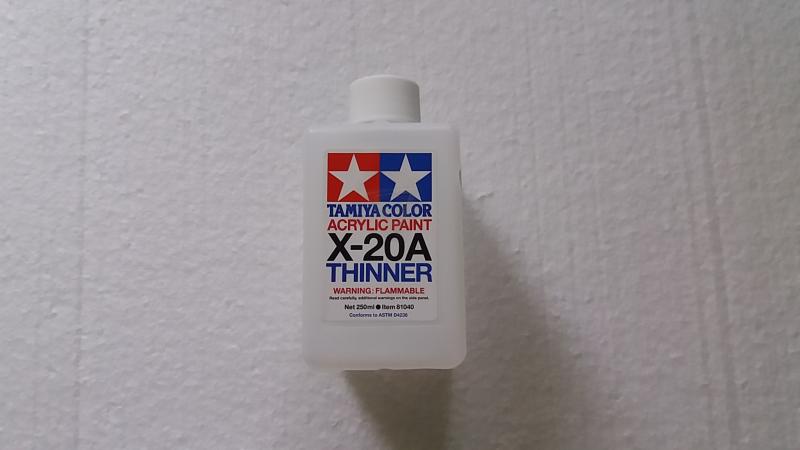 TAMIYA COLOR
ACRYLIC PAINT
X-20A
THINNER
WARNING: FLAMMABLE
Read carefully, additional warnings on the side panel.
Net 250ml ● Item 81040
Conforms to ASTM D4236